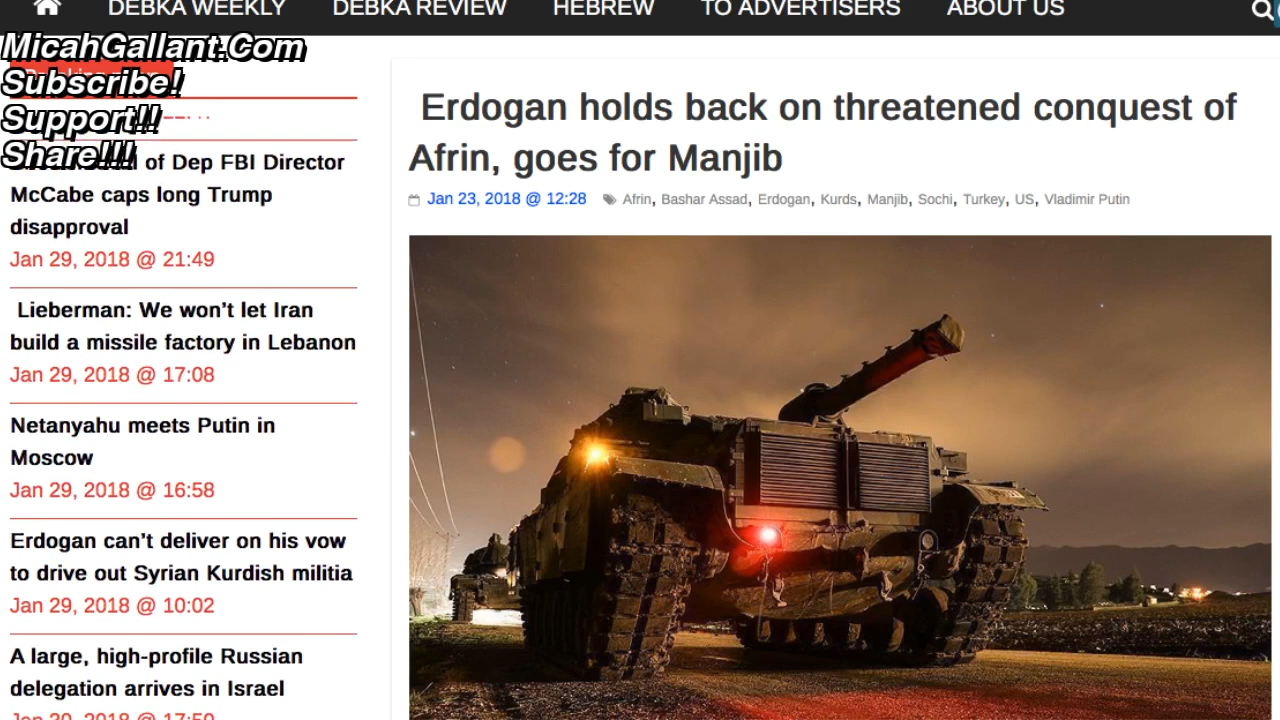 DEBKA WEEKLY DEBKA REVIEW HEBREW TO ADVERTISERS ABOUT US
MicahGallant.Com
Subscribe!
Support!!
Share!!!
of Dep FBI Director
McCabe caps long Trump
disapproval
Jan 29, 2018 @ 21:49
Lieberman: We won’t let Iran
build a missile factory in Lebanon
Jan 29, 2018 @ 17:08
Netanyahu meets Putin in
Moscow
Jan 29, 2018 @ 16:58
Erdogan can’t deliver on his vow
to drive out Syrian Kurdish militia
Jan 29, 2018 @ 10:02
A large, high-profile Russian
delegation arrives in Israel
Erdogan holds back on threatened conquest of
Afrin, goes for Manjib
Jan 23, 2018 @ 12:28 Afrin, Bashar Assad, Erdogan, Kurds, Manjib, Sochi, Turkey, US, Vladimir Putin